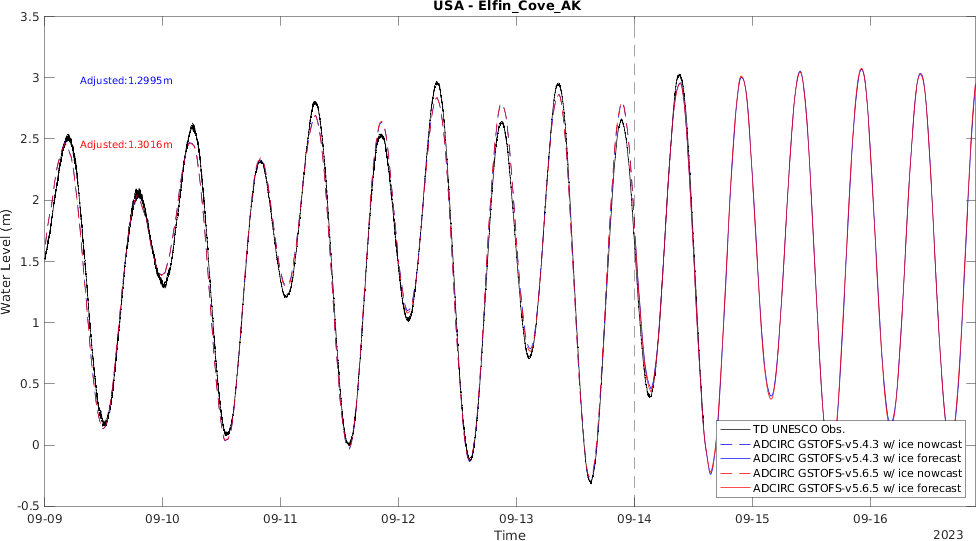 USA - Elfin_Cove_AK
3.5
3
2.5
2
1.5
1
0.5
0
-0.5
Water Level (m)
Adjusted:1.2995m
Adjusted:1.3016m
TD UNESCO Obs.
ADCIRC GSTOFS-v5.4.3 w/ ice nowcast
ADCIRC GSTOFS-v5.4.3 w/ ice forecast
ADCIRC GSTOFS-v5.6.5 w/ ice nowcast
ADCIRC GSTOFS-v5.6.5 w/ ice forecast
09-09 09-10 09-11 09-12 09-13 09-14 09-15 09-16
Time
2023